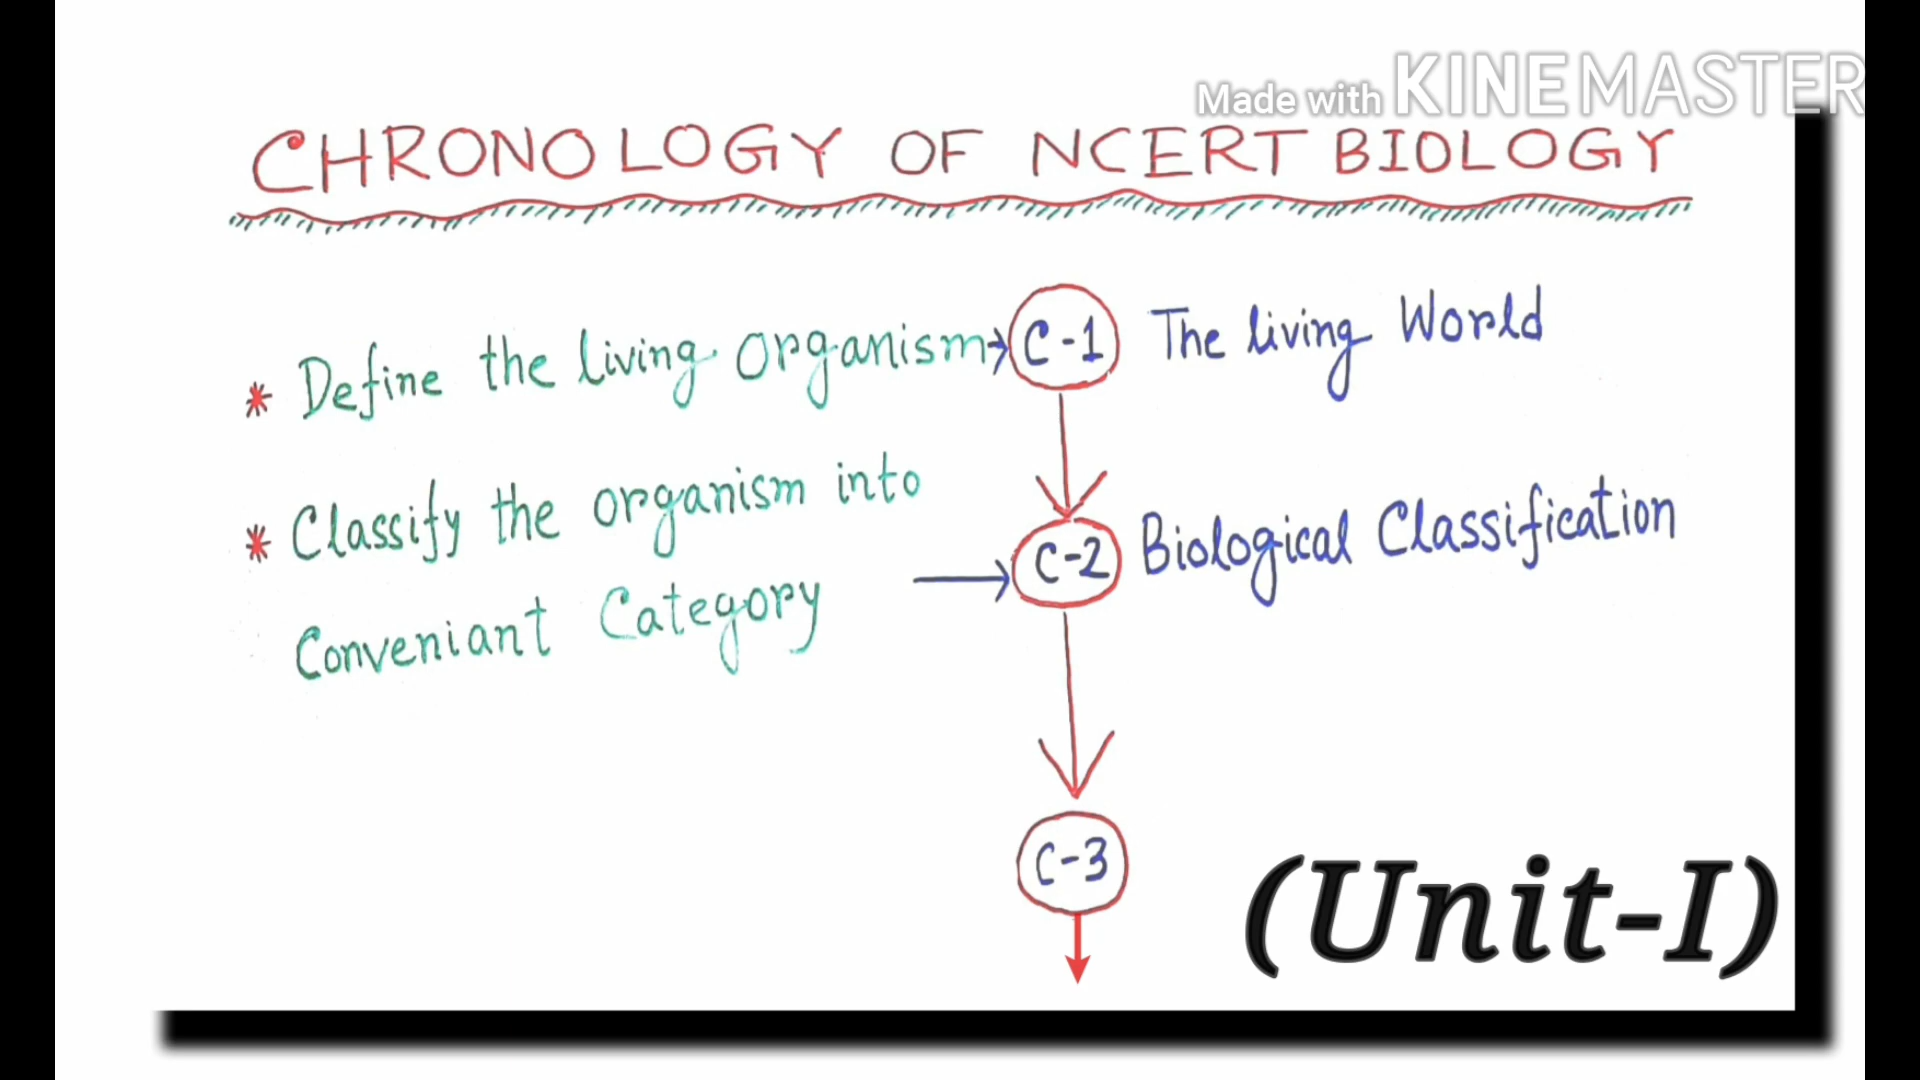 Made with KINEMASTER
CHRONOLOGY OF NCERT BIOLOGY
* Define the living organism → C-1 The living World
* Classify the organism into
Conveniant Category → C-2 Biological Classification
C-3
(Unit-I)